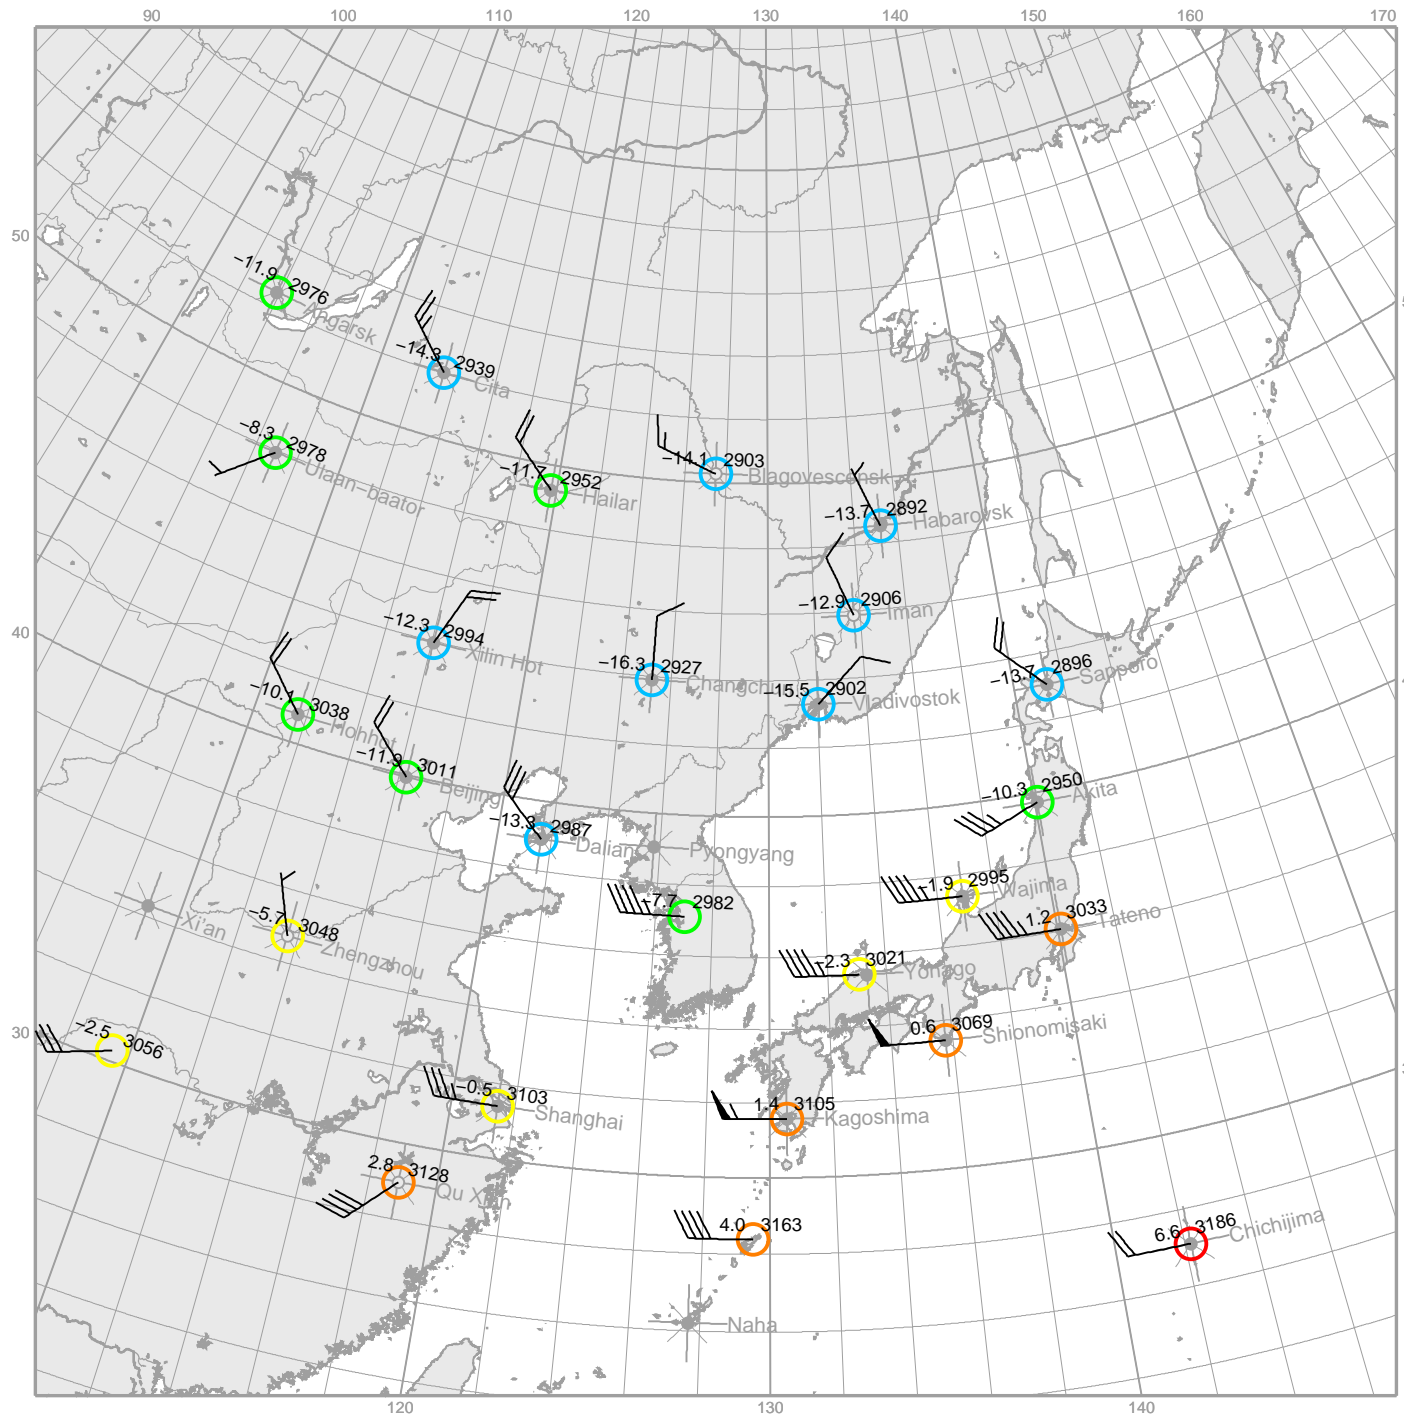 90 100 110 120 130 140 150 160 170
50
−11.9 2976
Angarsk
−14.3 2939
Cita
−8.3 2978
Ulaan−baator
−11.7 2952
Hailar
−14.1 2903
Blagovescensk
−13.7 2892
Habarovsk
−12.9 2906
Iman
40
−12.3 2994
Xilin Hot
−16.3 2927
−15.5 2902
Vladivostok
−13.7 2896
Sapporo
−10.1 3038
Hohhot
−11.9 3011
Beijing
−13.3 2987
Dalian
Pyongyang
−10.3 2950
Akita
−7.7 2982
−1.9 2995
Wajima
1.2 3033
Tateno
Xi'an
−5.7 3048
Zhengzhou
−2.3 3021
Yonago
30
−2.5 3056
0.6 3069
Shionomisaki
−0.5 3103
Shanghai
1.4 3105
Kagoshima
2.8 3128
Qu Xian
4.0 3163
6.6 3186
Chichijima
Naha
120 130 140